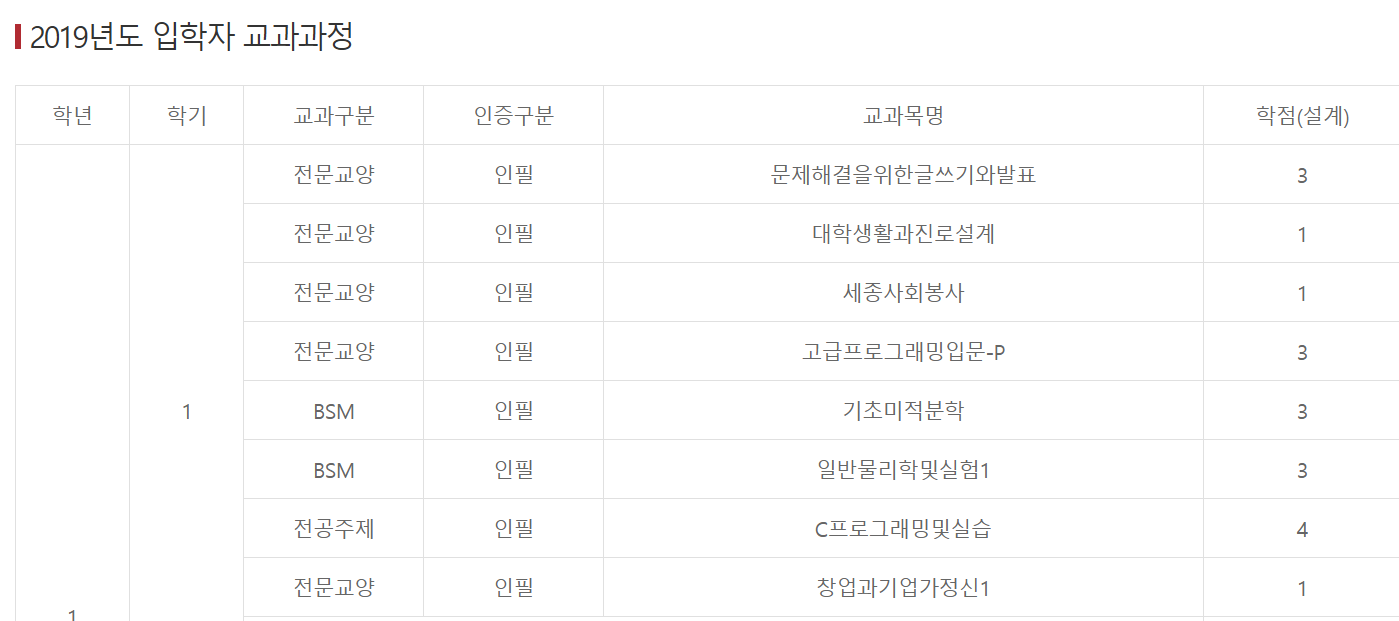 2019년도 입학자 교과과정
학년 학기 교과구분 인증구분 교과목명 학점(설계)
전문교양 인필 문제해결을위한글쓰기와발표 3
전문교양 인필 대학생활과진로설계 1
전문교양 인필 세종사회봉사 1
전문교양 인필 고급프로그래밍입문-P 3
1 BSM 인필 기초미적분학 3
BSM 인필 일반물리학및실험1 3
전공주제 인필 C프로그래밍및실습 4
전문교양 인필 창업과기업가정신1 1
1